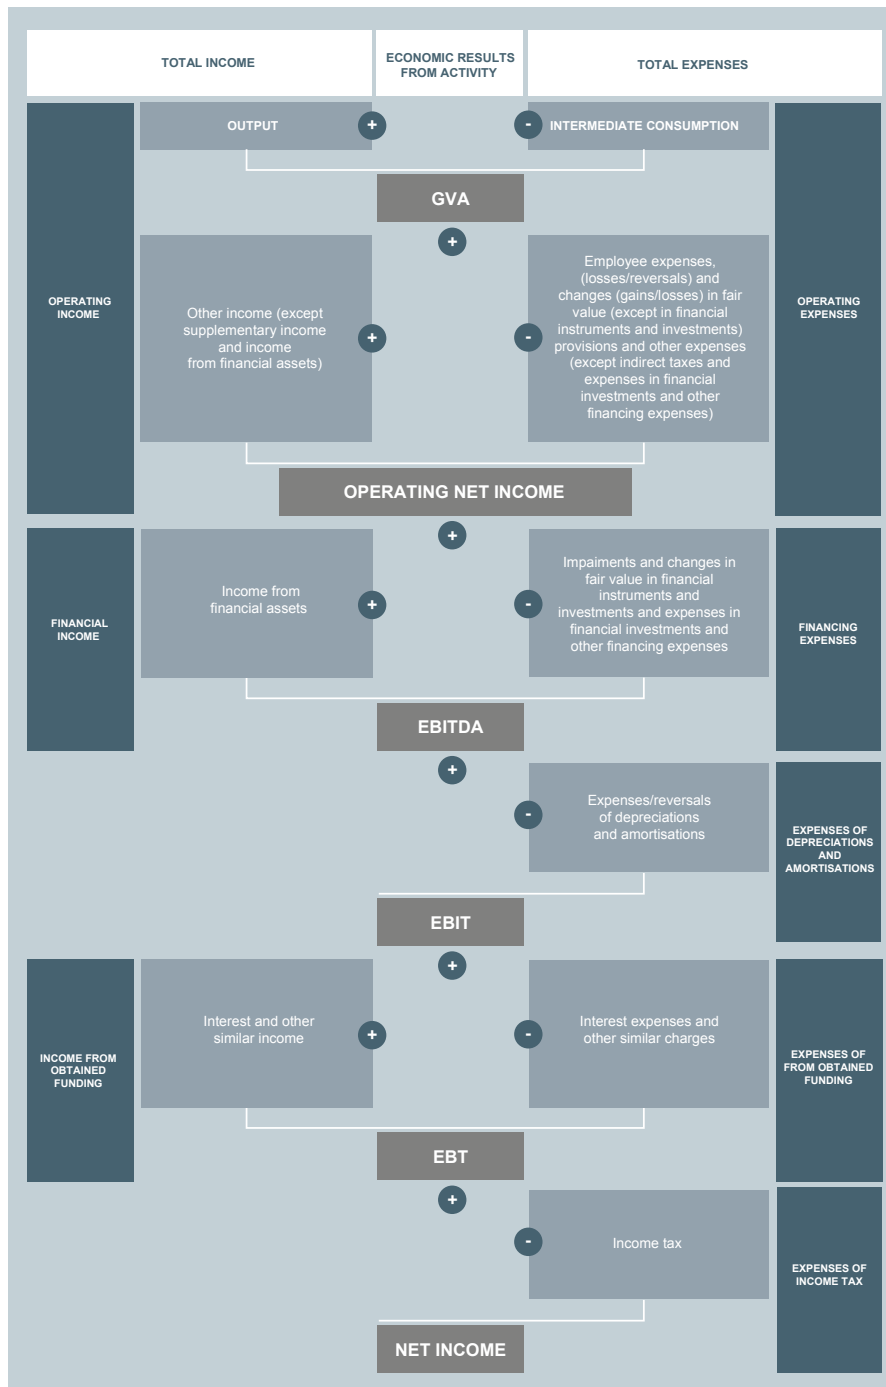 TOTAL INCOME
ECONOMIC RESULTS
FROM ACTIVITY
TOTAL EXPENSES
OUTPUT
+
-
INTERMEDIATE CONSUMPTION
GVA
+
OPERATING
INCOME
Other income (except
supplementary income
and income
from financial assets)
+
-
Employee expenses,
(losses/reversals) and
changes (gains/losses) in fair
value (except in financial
instruments and investments)
provisions and other expenses
(except indirect taxes and
expenses in financial
investments and other
financing expenses)
OPERATING
EXPENSES
OPERATING NET INCOME
+
FINANCIAL
INCOME
Income from
financial assets
+
-
Impaiments and changes in
fair value in financial
instruments and
investments and expenses in
financial investments and
other financing expenses
FINANCING
EXPENSES
EBITDA
+
-
Expenses/reversals
of depreciations
and amortisations
EXPENSES OF
DEPRECIATIONS
AND
AMORTISATIONS
EBIT
+
INCOME FROM
OBTAINED
FUNDING
Interest and other
similar income
+
-
Interest expenses and
other similar charges
EXPENSES OF
FROM OBTAINED
FUNDING
EBT
+
-
Income tax
EXPENSES OF
INCOME TAX
NET INCOME